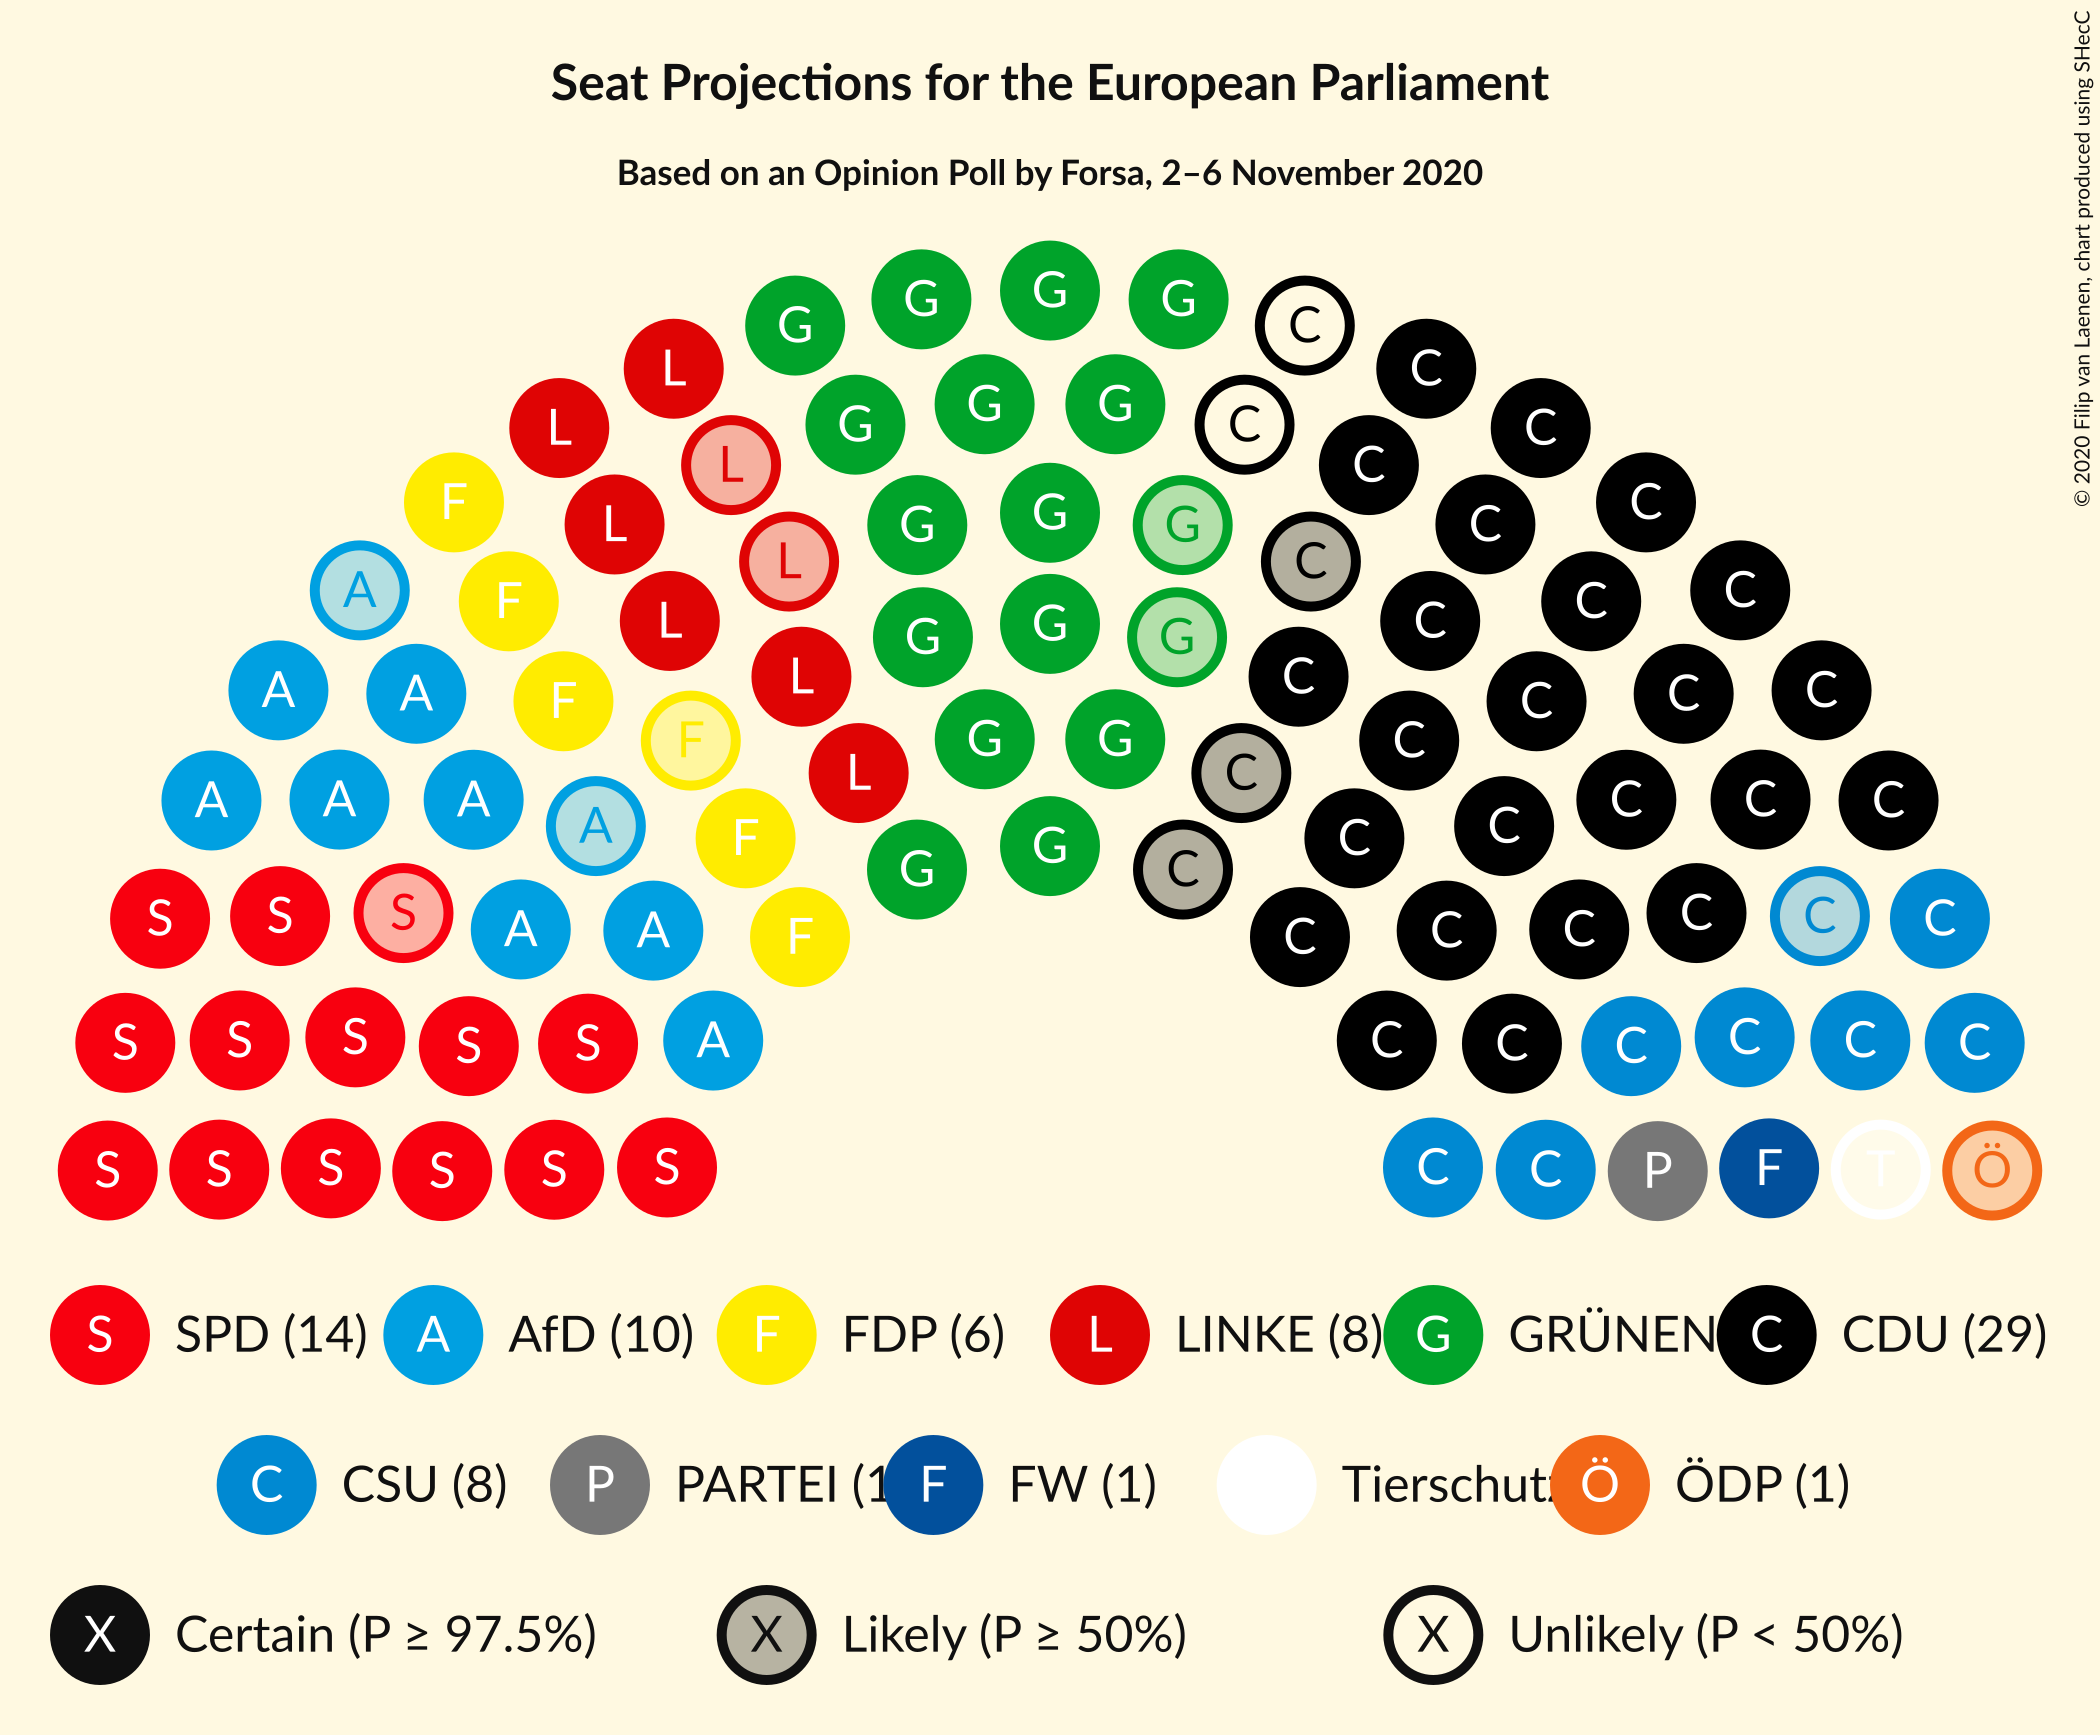 © 2020 Filip van Laenen, chart produced using SHecC
Seat Projections for the European Parliament
Based on an Opinion Poll by Forsa, 2–6 November 2020
G G G G C
L C
G G
L G C C
L C
F G C
L G G C
L C
A C
F C
L G C
G G
L C
A A F C C C
F G G C
L C
A A A C C C
A F G C C
G C
S S S A A F C C C C C C
S S S S S A C C C C C C
S S S S S S C C P F T Ö
S SPD (14) A AfD (10) F FDP (6) L LINKE (8) G GRÜNEN C CDU (29)
C CSU (8) P PARTEI (1 F FW (1) Tierschutz Ö ÖDP (1)
X Certain (P ≥ 97.5%) X Likely (P ≥ 50%) X Unlikely (P < 50%)